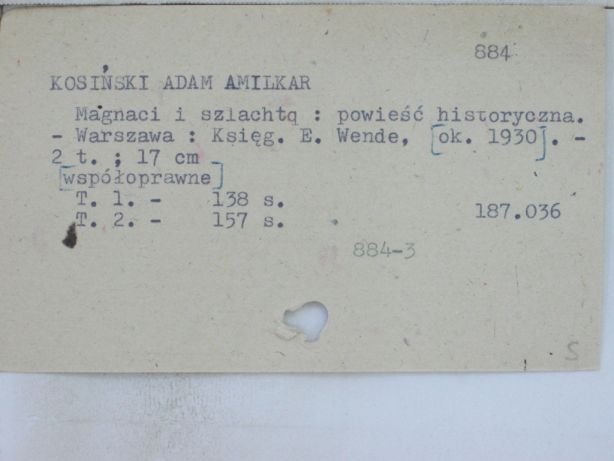 884
KOSIŃSKI ADAM AMILKAR
Magnaci i szlachtą : powieść historyczna.
- Warszawa : Księg. E. Wende, [ok. 1930]. -
2 t. ; 17 cm
[współoprawne]
T. 1. - 138 s.
T. 2. - 157 s.
187.036
884-3
S